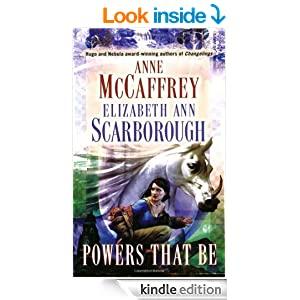 Look inside
Hugo and Nebula award-winning authors of Changelings
ANNE
MCCAFFREY
ELIZABETH ANN
SCARBOROUGH
POWERS THAT BE
kindle edition